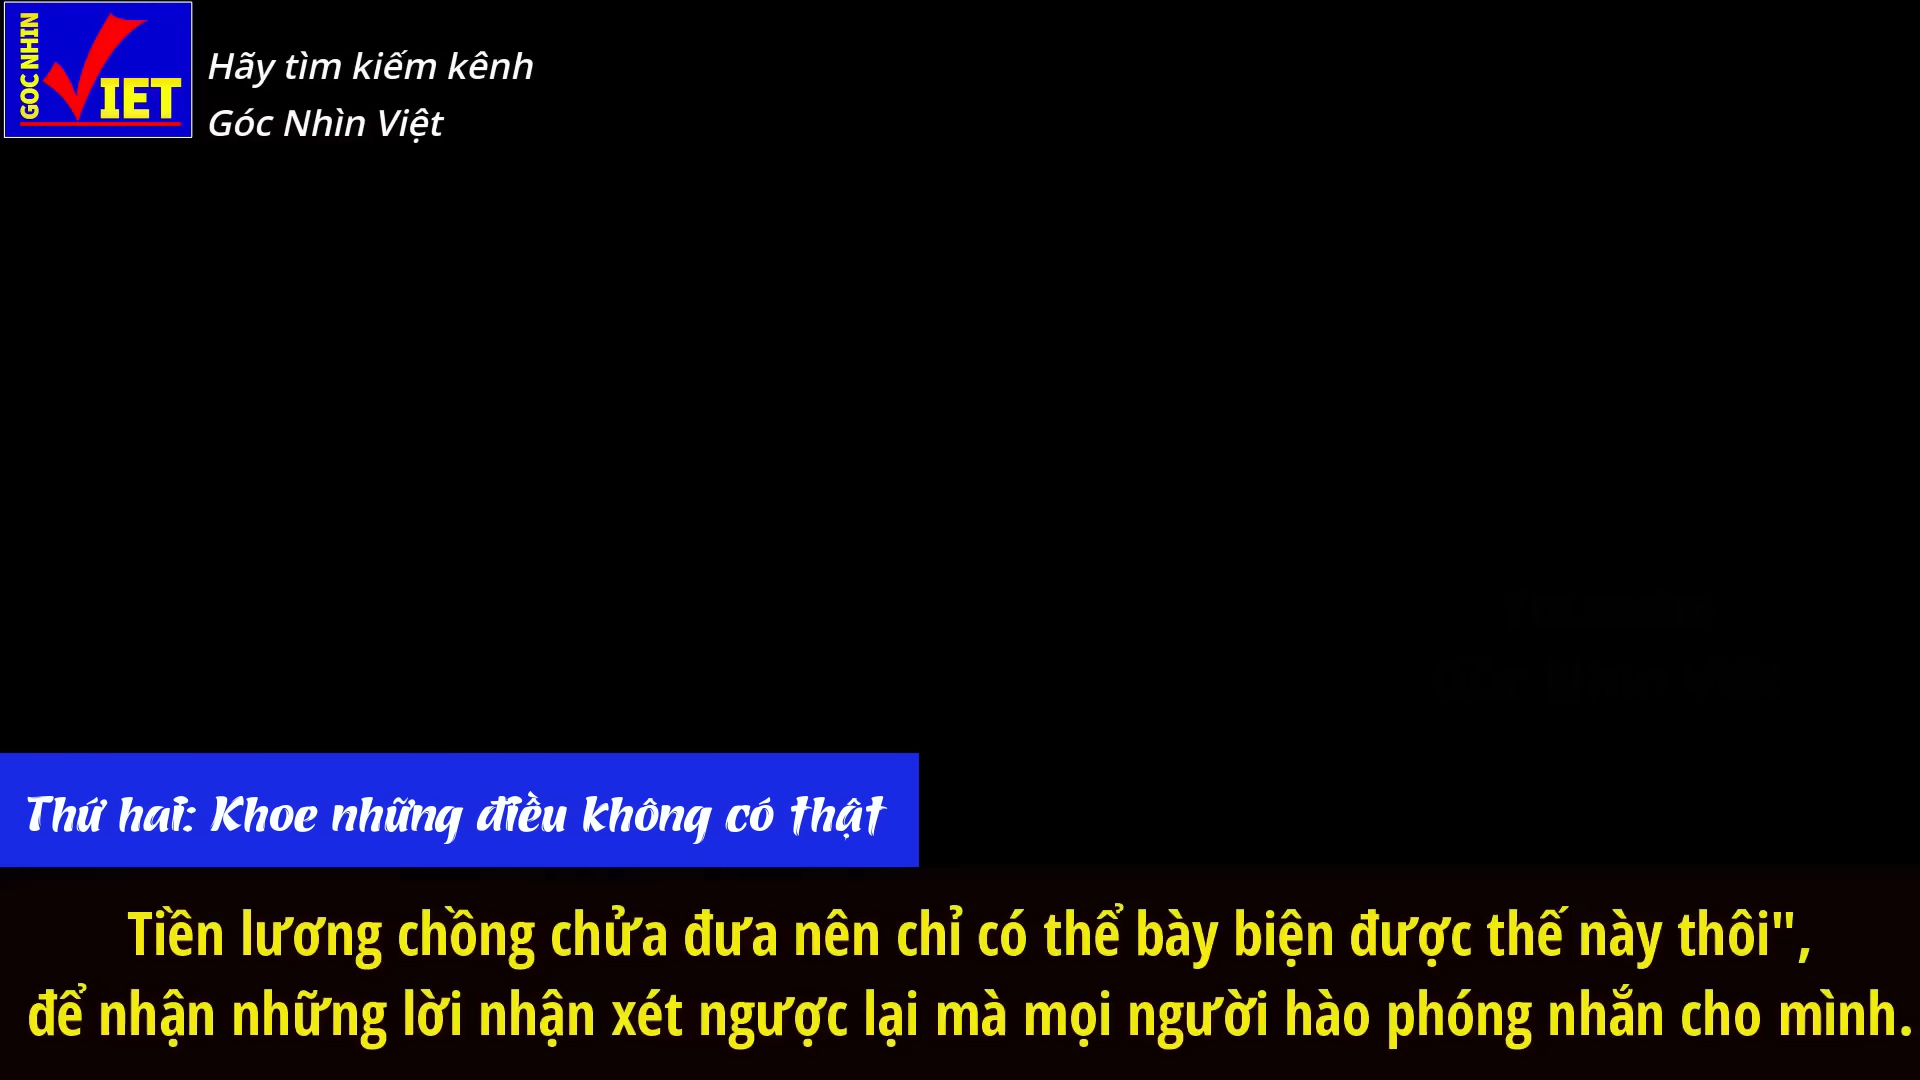 GOC NHIN
VIET
Hãy tìm kiếm kênh
Góc Nhìn Việt
Thứ hai: Khoe những điều không có thật
Tiền lương chồng chửa đưa nên chỉ có thể bày biện được thế này thôi",
để nhận những lời nhận xét ngược lại mà mọi người hào phóng nhắn cho mình.